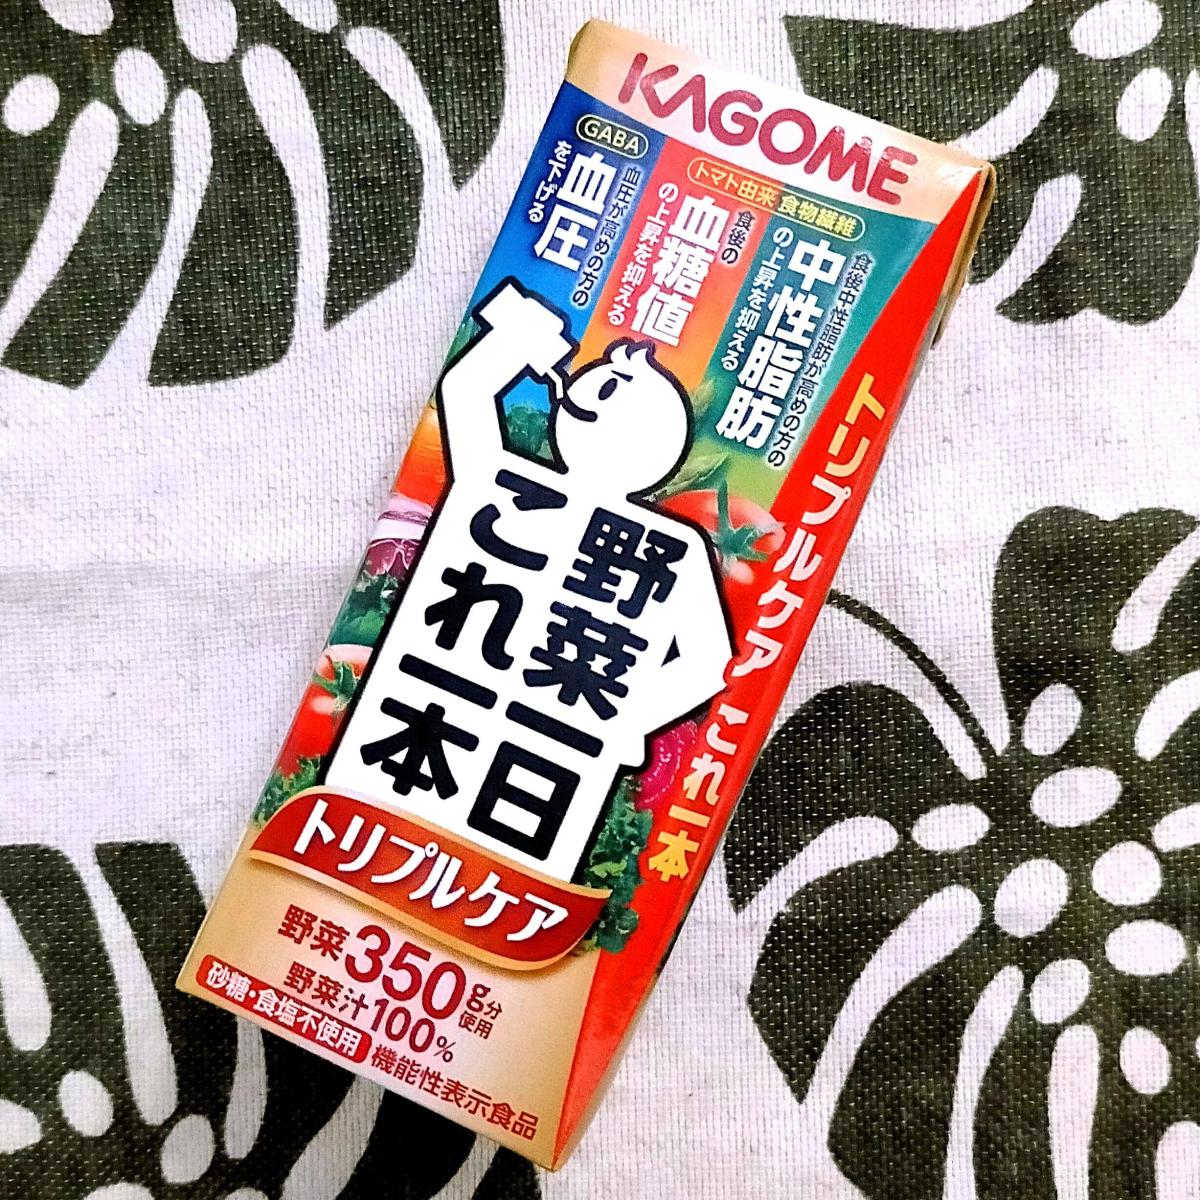 KAGOME
GABA
血圧が高めの方の
血圧
を下げる
トマト由来 食物繊維
食後の
血糖値
の上昇を抑える
食後中性脂肪が高めの方の
中性脂肪
の上昇を抑える
野菜一日
これ一本
トリプルケア
野菜350g分使用
野菜汁100%
砂糖・食塩不使用
機能性表示食品
トリプルケア これ一本